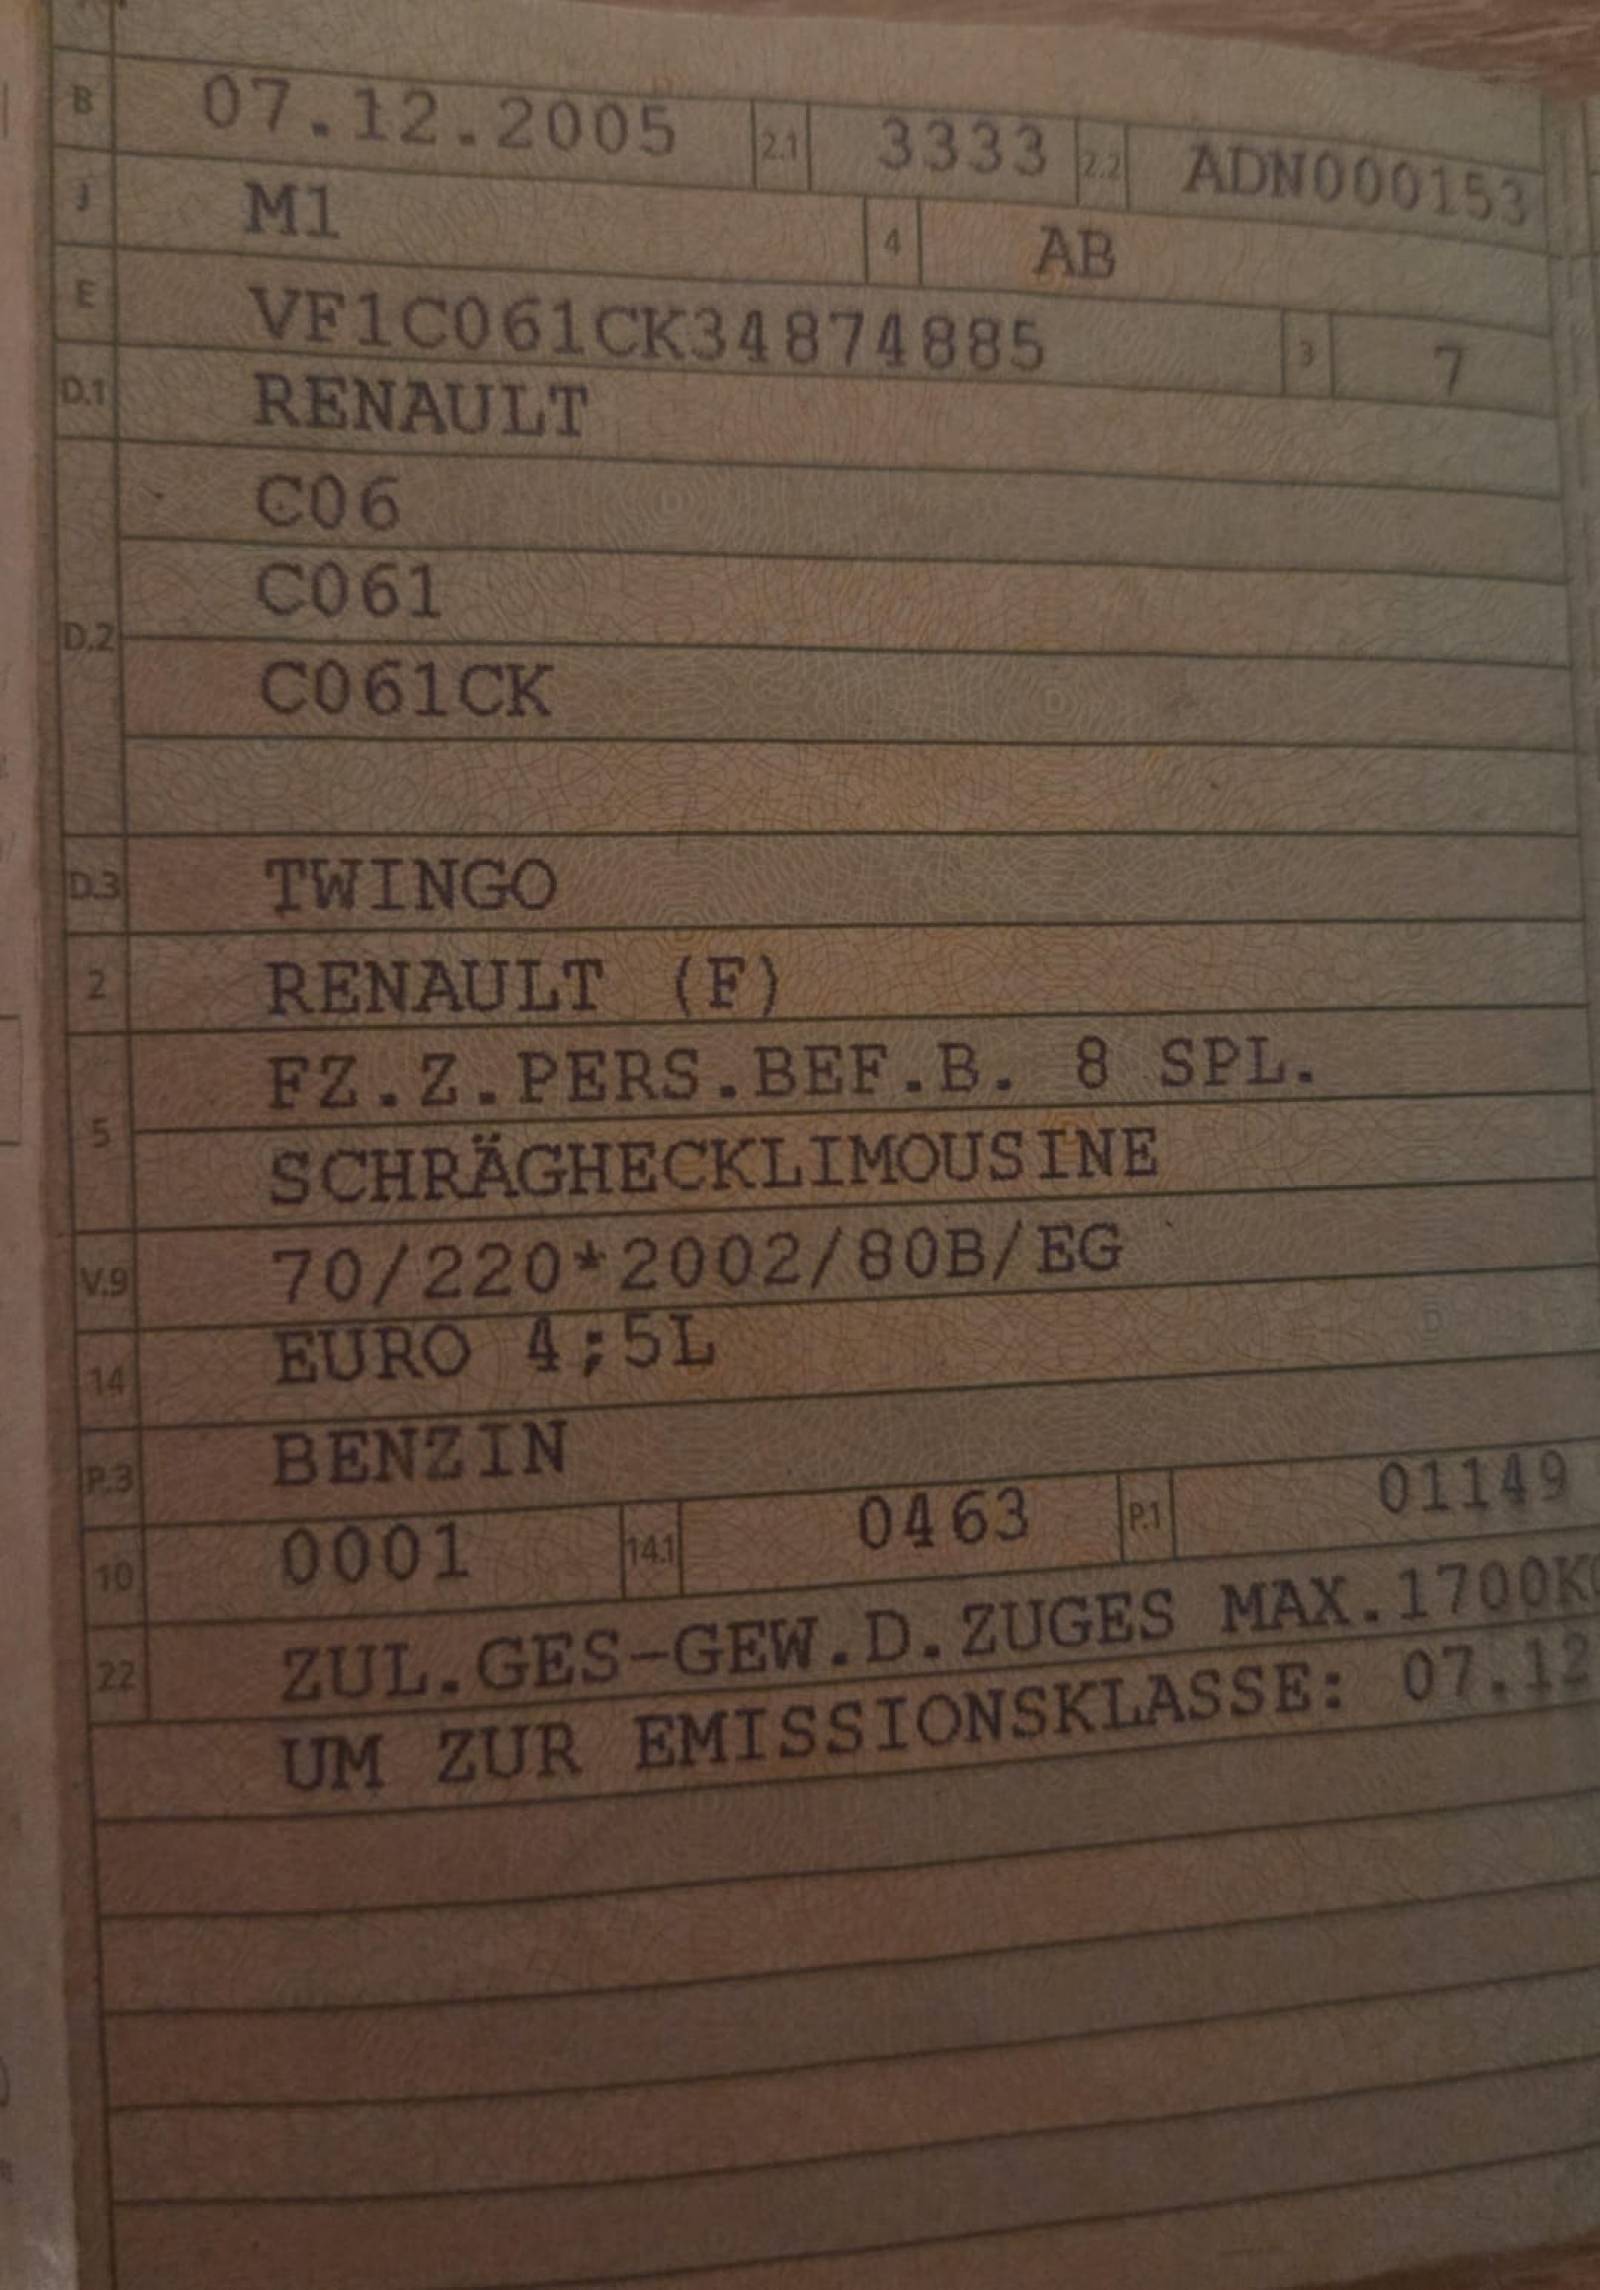 B 07.12.2005 2.1 3333 2.2 ADN000153
J M1 4 AB
E VF1C061CK34874885 3 7
D.1 RENAULT
C06
C061
D.2
C061CK
D.3 TWINGO
2 RENAULT (F)
FZ.Z.PERS.BEF.B. 8 SPL.
5
SCHRÄGHECKLIMOUSINE
V.9 70/220*2002/80B/EG
14 EURO 4;5L
P.3 BENZIN
10 0001 14.1 0463 P.1 01149
22 ZUL.GES-GEW.D.ZUGES MAX.1700K
UM ZUR EMISSIONSKLASSE: 07.12